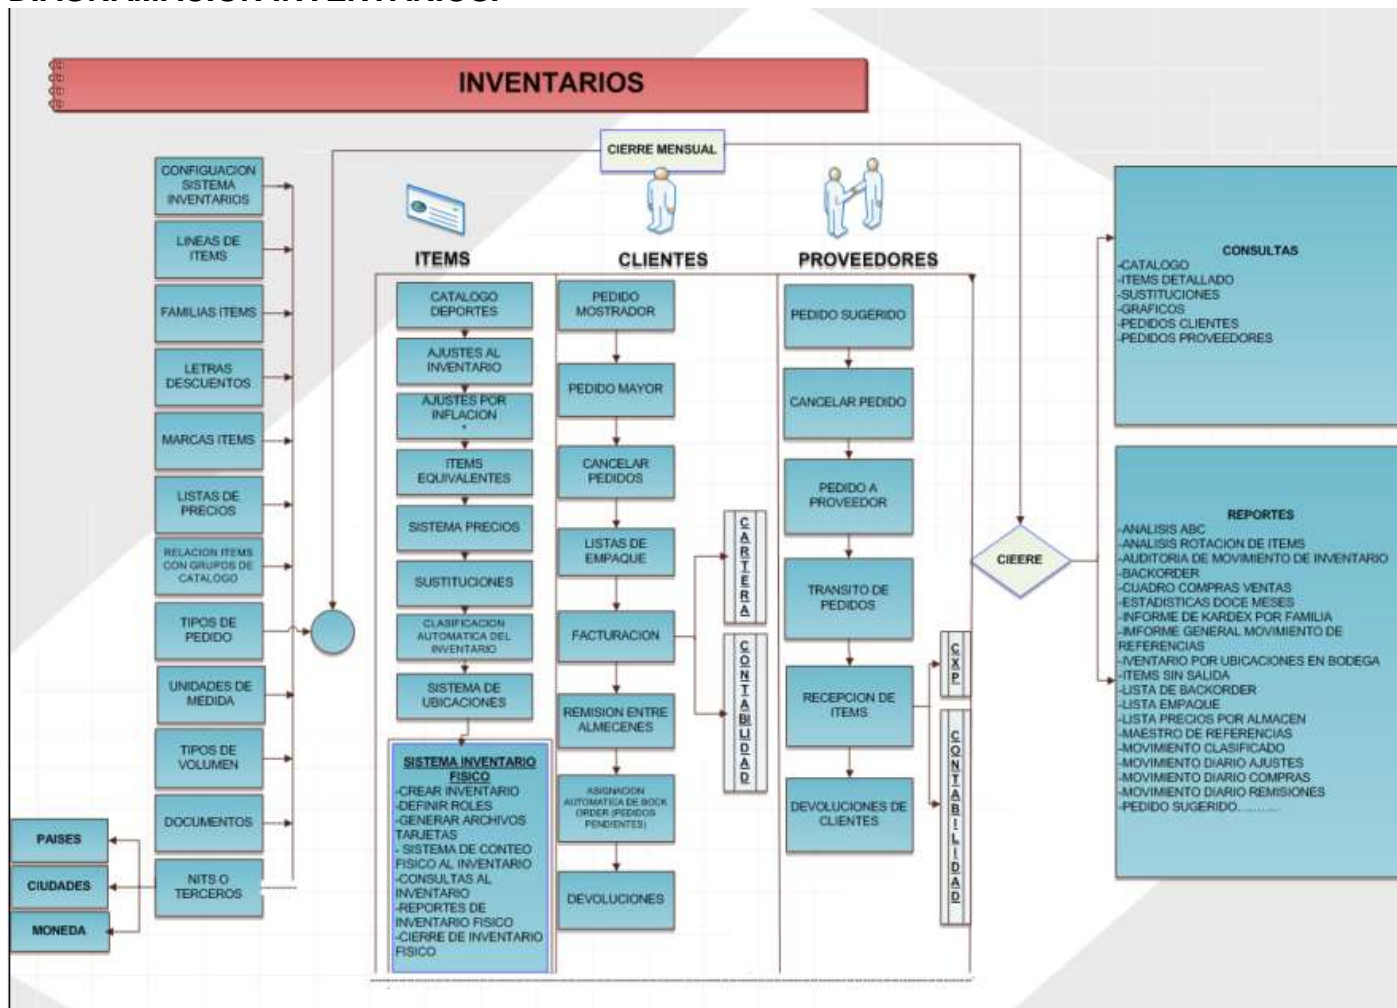 DIAGRAMACION INVENTARIOS.
INVENTARIOS
CIERRE MENSUAL
CONFIGUACION
SISTEMA
INVENTARIOS
LINEAS DE
ITEMS
FAMILIAS ITEMS
LETRAS
DESCUENTOS
MARCAS ITEMS
LISTAS DE
PRECIOS
RELACION ITEMS
CON GRUPOS DE
CATALOGO
TIPOS DE
PEDIDO
UNIDADES DE
MEDIDA
TIPOS DE
VOLUMEN
DOCUMENTOS
NITS O
TERCEROS
PAISES
CIUDADES
MONEDA
ITEMS
CATALOGO
DEPORTES
AJUSTES AL
INVENTARIO
AJUSTES POR
INFLACION
*
ITEMS
EQUIVALENTES
SISTEMA PRECIOS
SUSTITUCIONES
CLASIFICACION
AUTOMATICA DEL
INVENTARIO
SISTEMA DE
UBICACIONES
SISTEMA INVENTARIO
FISICO
-CREAR INVENTARIO
-DEFINIR ROLES
-GENERAR ARCHIVOS
TARJETAS
- SISTEMA DE CONTEO
FISICO AL INVENTARIO
-CONSULTAS AL
INVENTARIO
-REPORTES DE
INVENTARIO FISICO
-CIERRE DE INVENTARIO
FISICO
CLIENTES
PEDIDO
MOSTRADOR
PEDIDO MAYOR
CANCELAR
PEDIDOS
LISTAS DE
EMPAQUE
FACTURACION
REMISION ENTRE
ALMECENES
ASIGNACION
AUTOMATICA DE BOCK
ORDER (PEDIDOS
PENDIENTES)
DEVOLUCIONES
CARTERA
CONTABILIDAD
PROVEEDORES
PEDIDO SUGERIDO
CANCELAR PEDIDO
PEDIDO A
PROVEEDOR
TRANSITO DE
PEDIDOS
RECEPCION DE
ITEMS
DEVOLUCIONES DE
CLIENTES
CXP
CONTABILIDAD
CIEERE
CONSULTAS
-CATALOGO
-ITEMS DETALLADO
-SUSTITUCIONES
-GRAFICOS
-PEDIDOS CLIENTES
-PEDIDOS PROVEEDORES
REPORTES
-ANALISIS ABC
-ANALISIS ROTACION DE ITEMS
-AUDITORIA DE MOVIMIENTO DE INVENTARIO
-BACKORDER
-CUADRO COMPRAS VENTAS
-ESTADISTICAS DOCE MESES
-INFORME DE KARDEX POR FAMILIA
-IMFORME GENERAL MOVIMIENTO DE
REFERENCIAS
-IVENTARIO POR UBICACIONES EN BODEGA
-ITEMS SIN SALIDA
-LISTA DE BACKORDER
-LISTA EMPAQUE
-LISTA PRECIOS POR ALMACEN
-MAESTRO DE REFERENCIAS
-MOVIMIENTO CLASIFICADO
-MOVIMIENTO DIARIO AJUSTES
-MOVIMIENTO DIARIO COMPRAS
-MOVIMIENTO DIARIO REMISIONES
-PEDIDO SUGERIDO...........